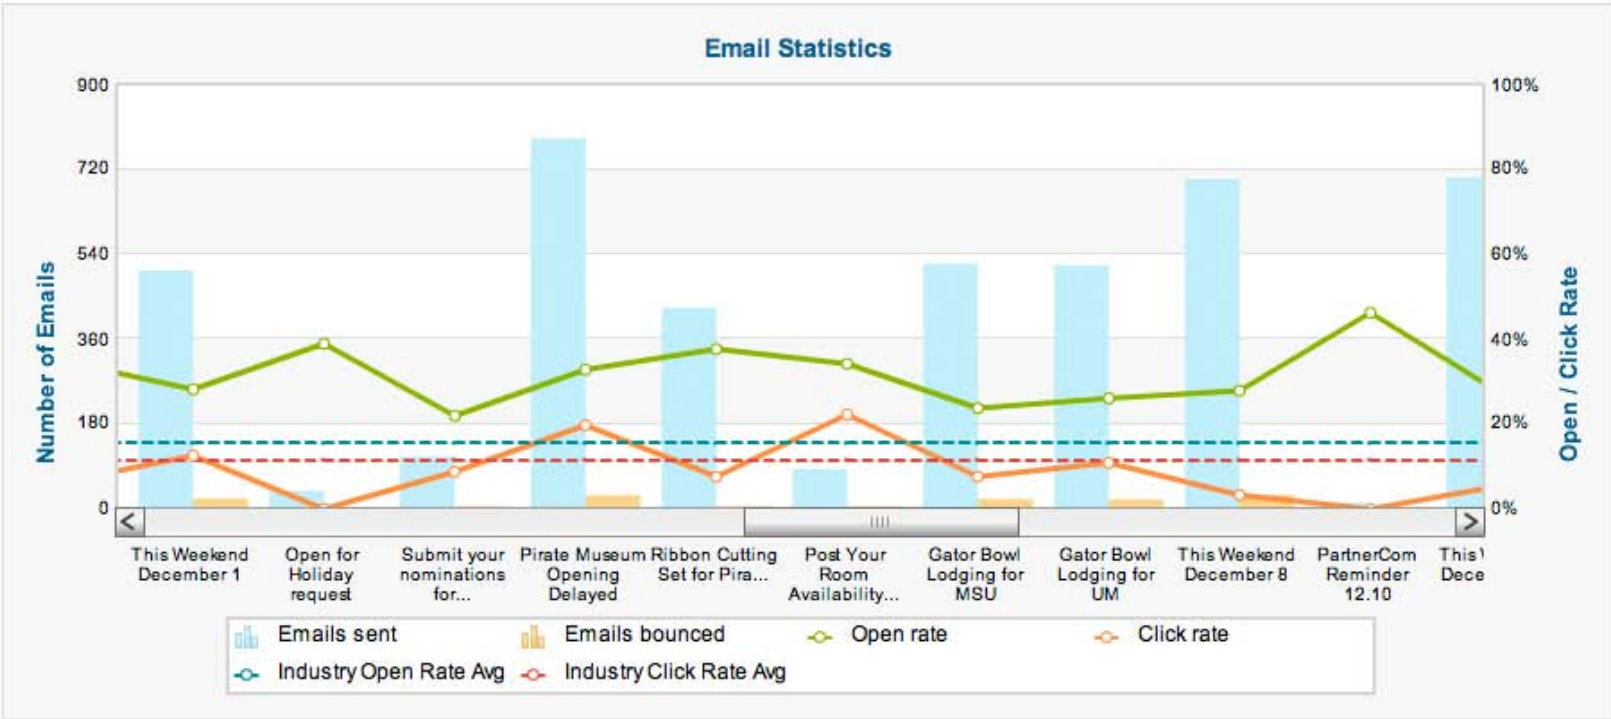 Email Statistics
900
720
540
360
180
0
Number of Emails
100%
80%
60%
40%
20%
0%
Open / Click Rate
This Weekend
December 1
Open for
Holiday
request
Submit your
nominations
for...
Pirate Museum
Opening
Delayed
Ribbon Cutting
Set for Pira...
Post Your
Room
Availability...
Gator Bowl
Lodging for
MSU
Gator Bowl
Lodging for
UM
This Weekend
December 8
PartnerCom
Reminder
12.10
This
Dece
Emails sent
Emails bounced
Open rate
Click rate
Industry Open Rate Avg
Industry Click Rate Avg